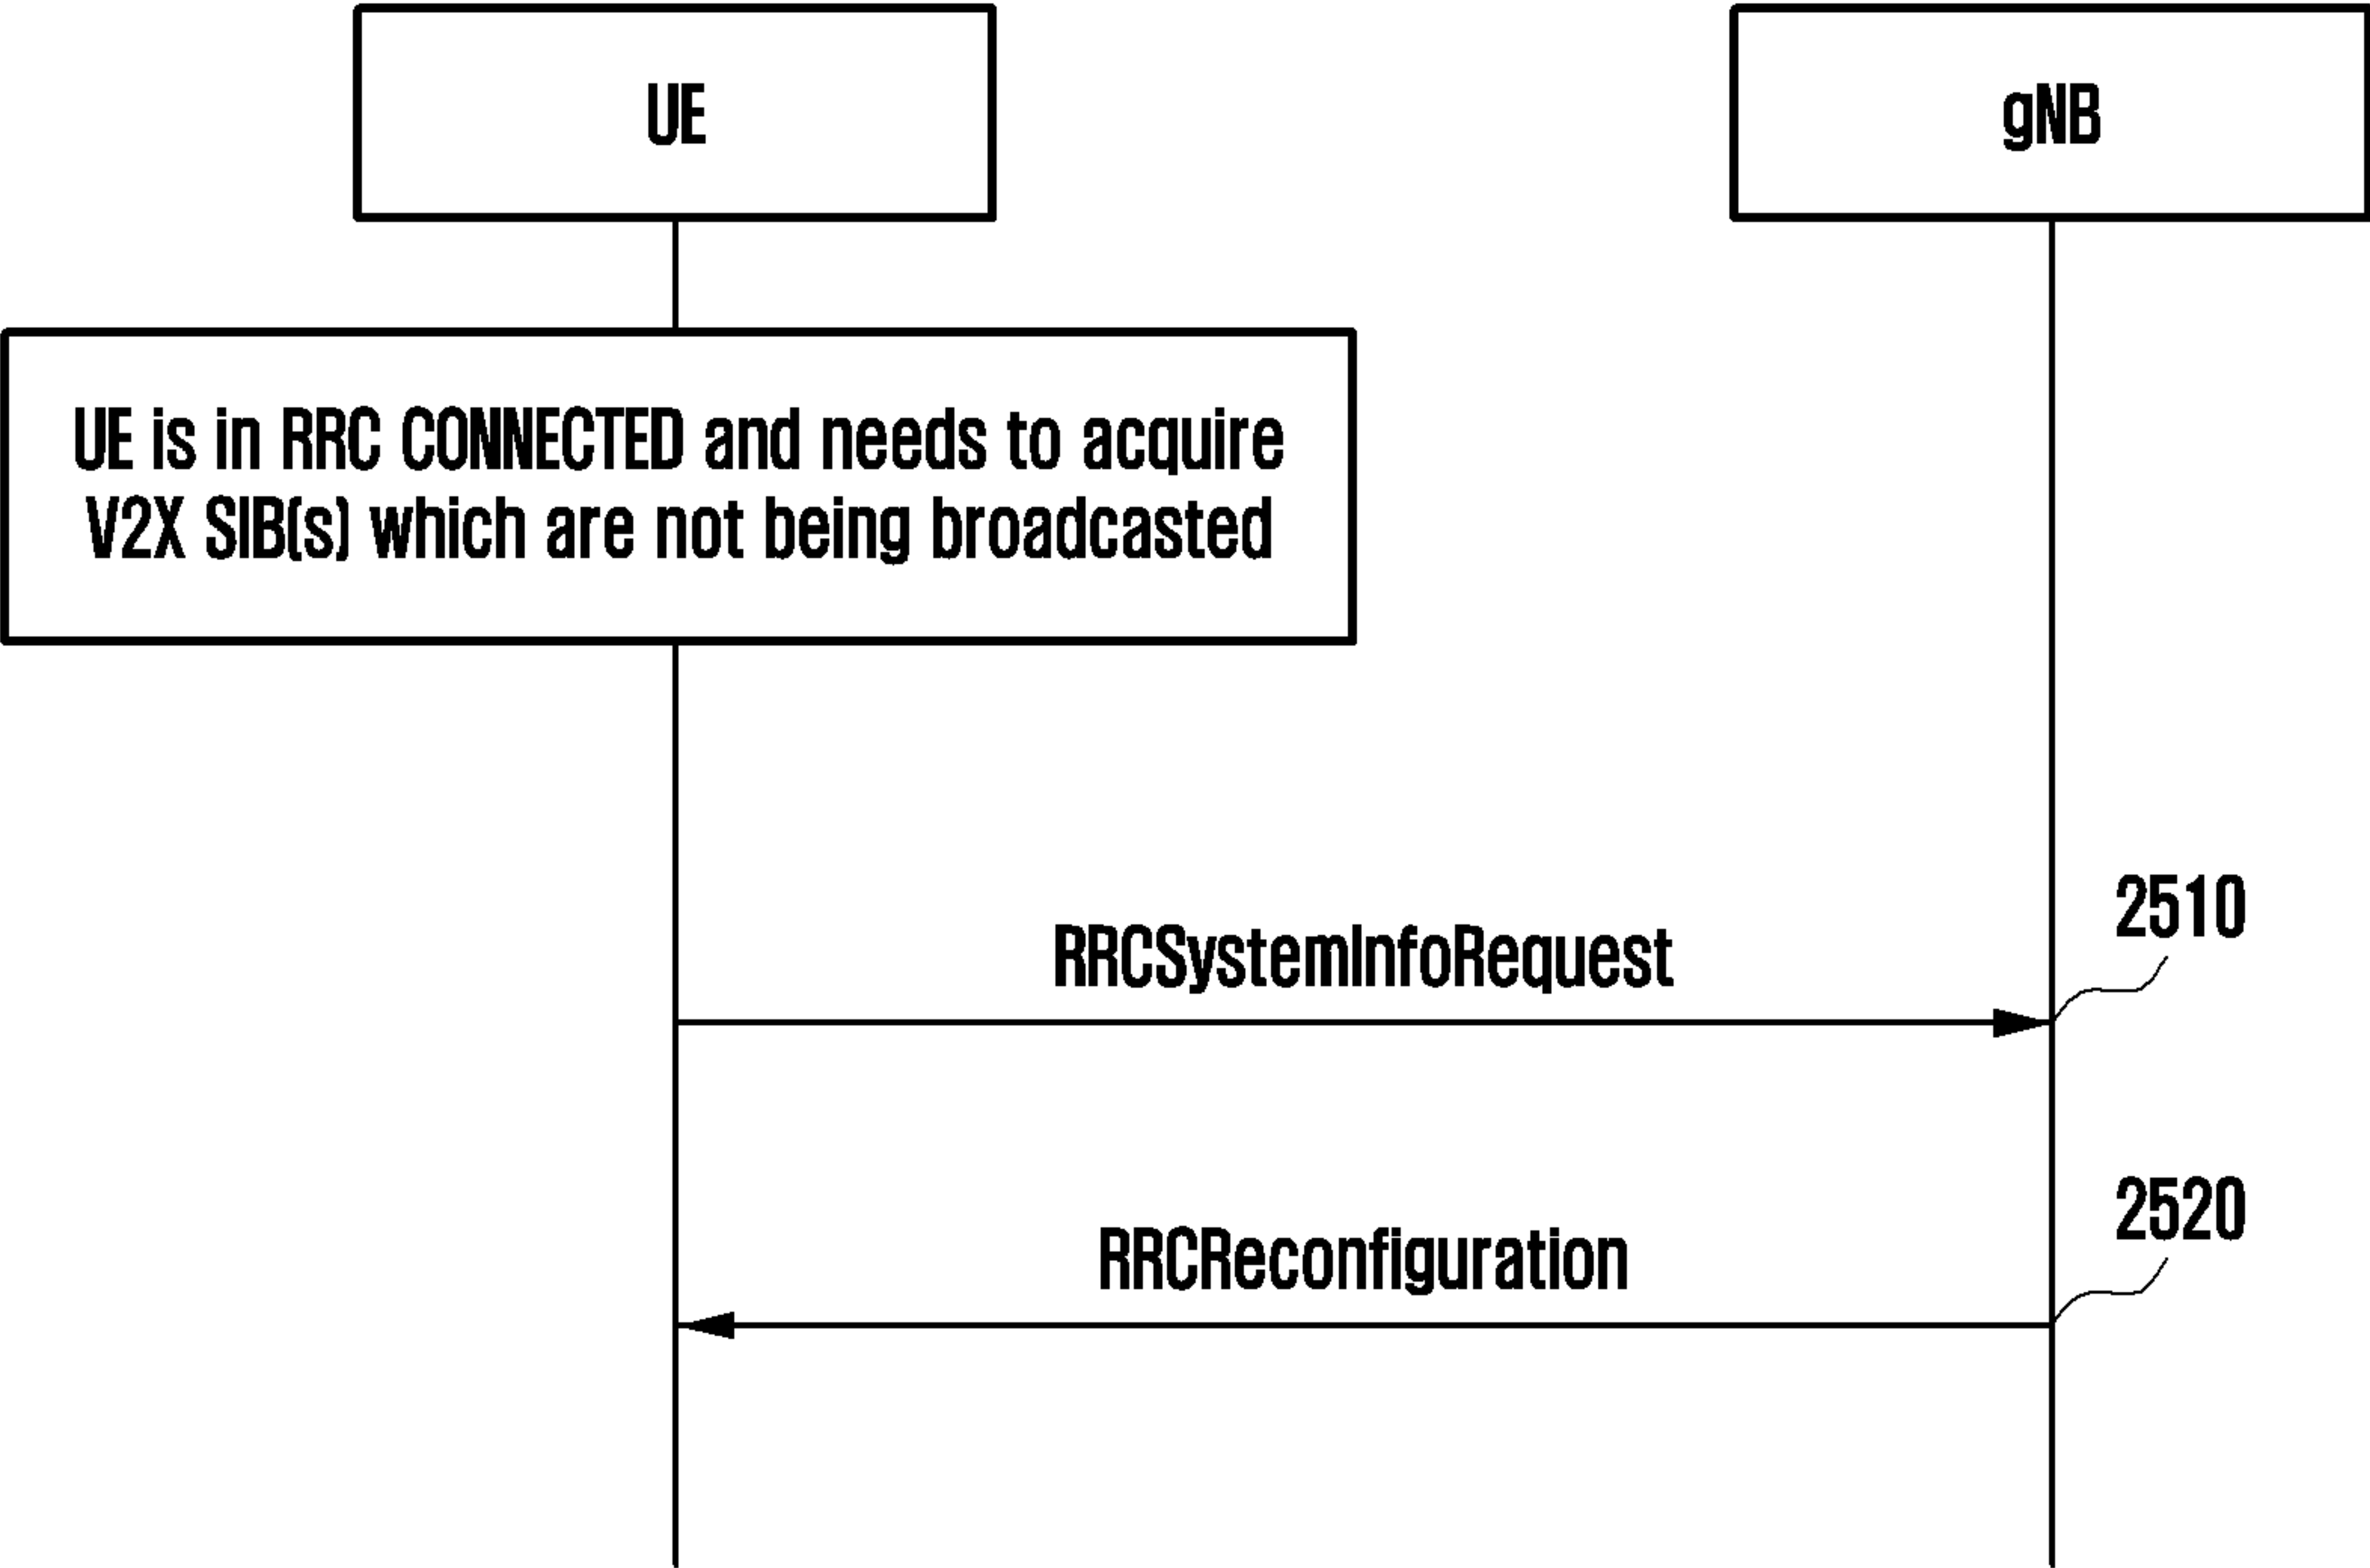 UE
gNB
UE is in RRC CONNECTED and needs to acquire
V2X SIB(s) which are not being broadcasted
2510
RRCSystemInfoRequest
2520
RRCReconfiguration